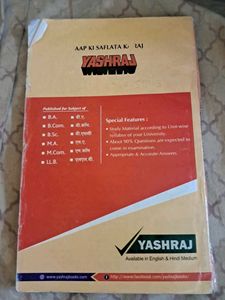 AAP KI SAFLATA K RAJ
YASHRAJ
Published for Subject of
• B.A. • बी.ए.
• B.Com. • बी.कॉम.
• B.Sc. • बी.एससी
• M.A. • एम.ए.
• M.Com. • एम.कॉम
• LL.B. • एलएल.बी.
Special Features :
• Study Material according to Unit-wise
syllabus of your University.
• About 90% Questions are expected to
come in examination.
• Appropriate & Accurate Answers.
YASHRAJ
Available in English & Hindi Medium
www.yashrajbooks.com
http://www.facebook.com/yashrajbooks/